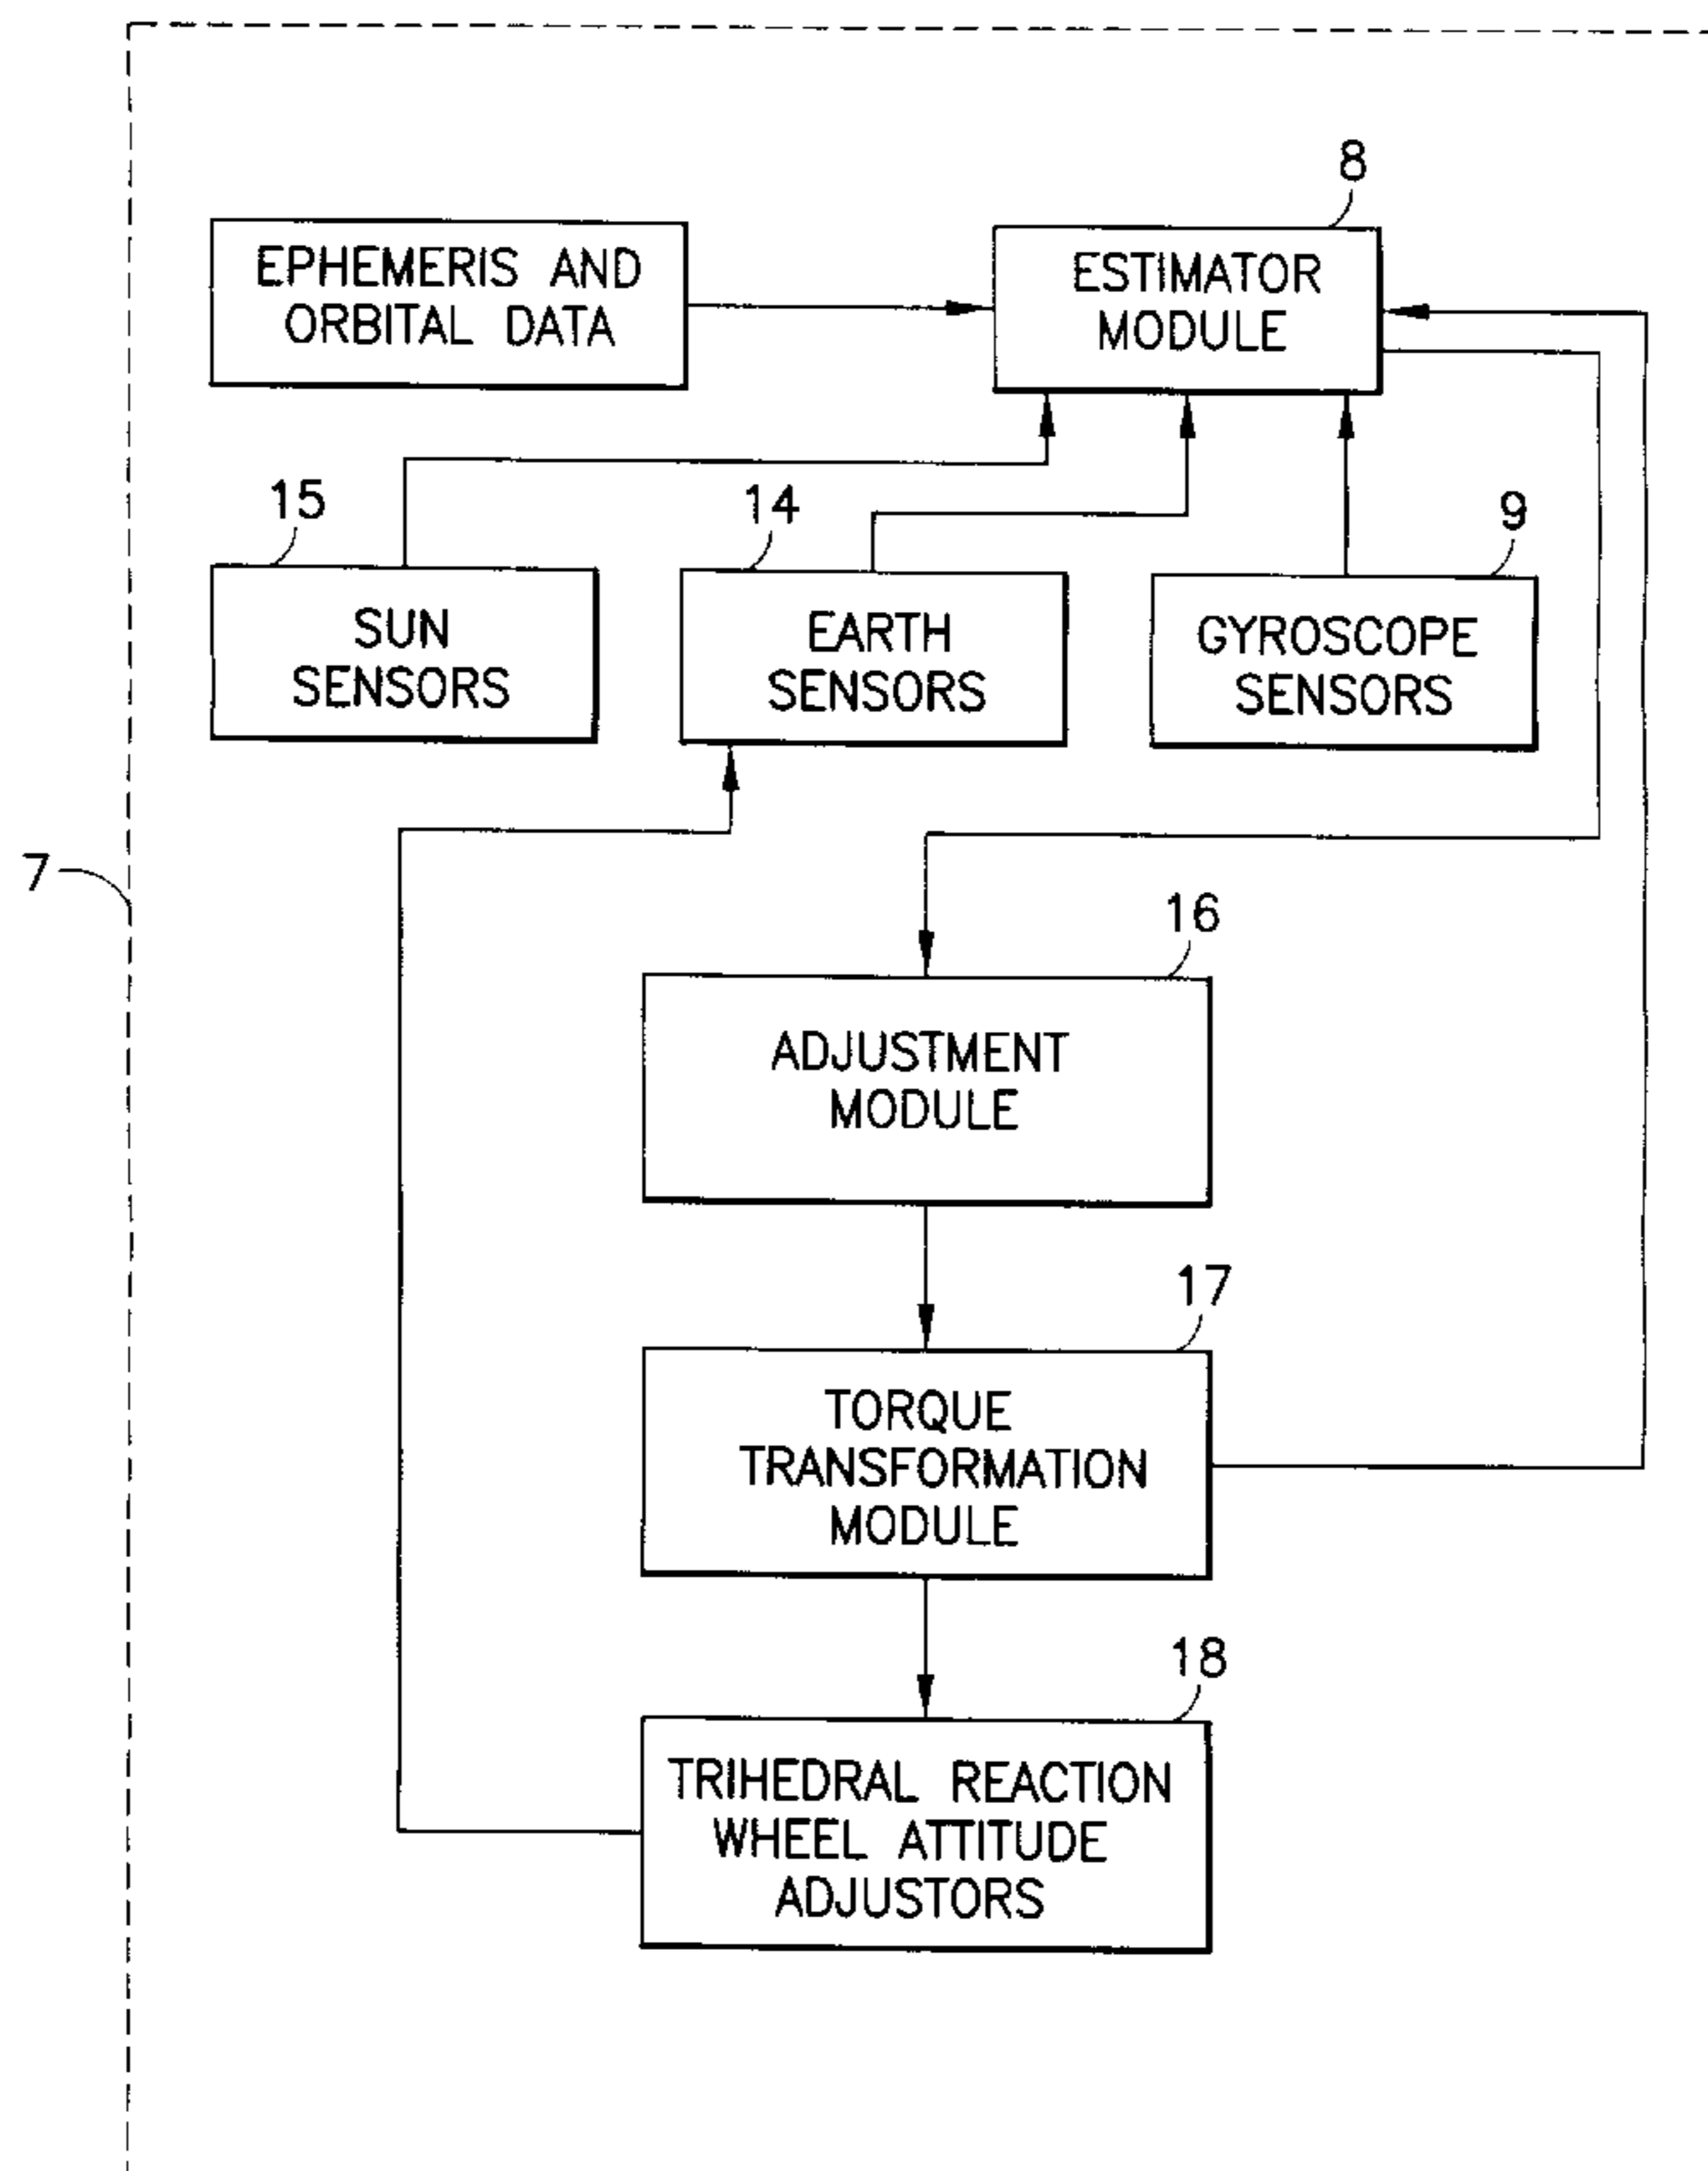 8
EPHEMERIS AND
ORBITAL DATA
ESTIMATOR
MODULE
15
14
9
SUN
SENSORS
EARTH
SENSORS
GYROSCOPE
SENSORS
7
16
ADJUSTMENT
MODULE
17
TORQUE
TRANSFORMATION
MODULE
18
TRIHEDRAL REACTION
WHEEL ATTITUDE
ADJUSTORS